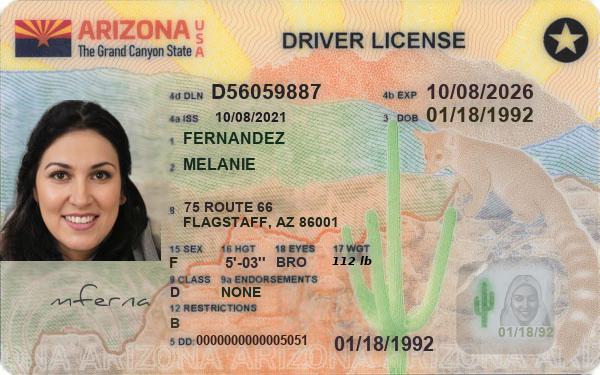 ARIZONA USA
The Grand Canyon State
DRIVER LICENSE
4d DLN D56059887
4b EXP 10/08/2026
4a ISS 10/08/2021
3 DOB 01/18/1992
1 FERNANDEZ
2 MELANIE
8 75 ROUTE 66
FLAGSTAFF, AZ 86001
15 SEX 16 HGT 18 EYES 17 WGT
F 5'-03" BRO 112 lb
9 CLASS 9a ENDORSEMENTS
D NONE
mferna
12 RESTRICTIONS
B
01/18/92
5 DD: 0000000000005051
01/18/1992
ARIZONA ARIZONA ARIZONA